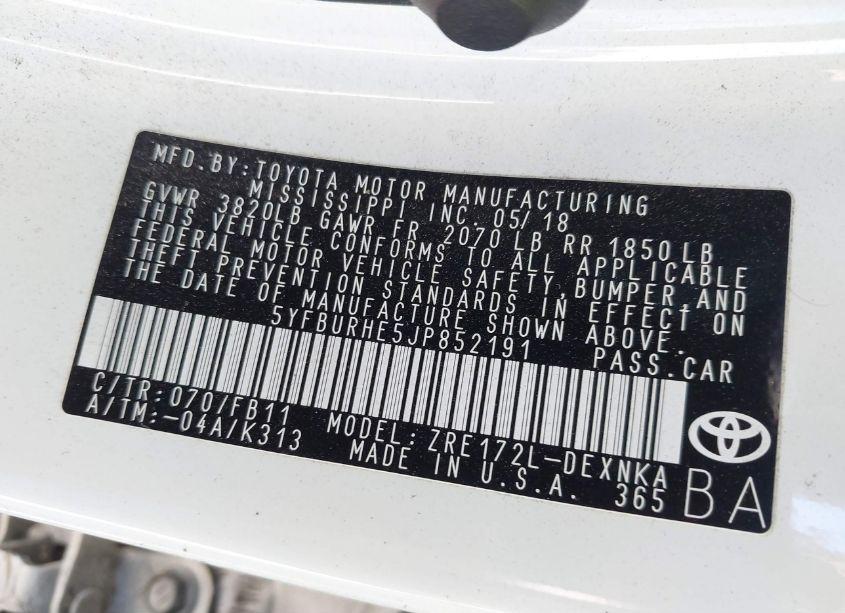 MFD.BY:TOYOTA MOTOR MANUFACTURING
MISSISSIPPI INC 05/18
GVWR 3820LB GAWR FR 2070 LB RR 1850 LB
THIS VEHICLE CONFORMS TO ALL APPLICABLE
FEDERAL MOTOR VEHICLE SAFETY,BUMPER,AND
THEFT PREVENTION STANDARDS IN EFFECT ON
THE DATE OF MANUFACTURE SHOWN ABOVE.
5YFBURHE5JP852191 PASS.CAR
C/TR:070/FB11 MODEL:ZRE172L-DEXNKA
A/TM:-04A/K313 MADE IN U.S.A. 365 BA